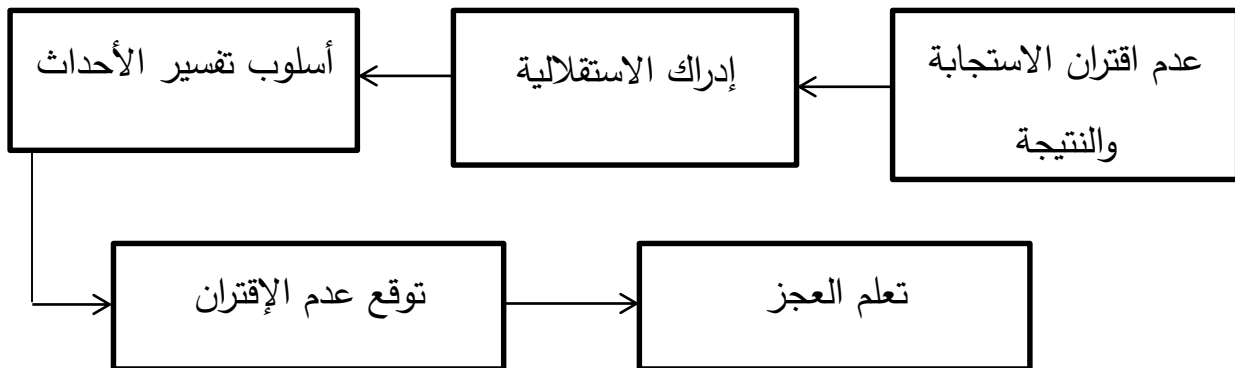 عدم اقتران الاستجابة
والنتيجة
إدراك الاستقلالية
أسلوب تفسير الأحداث
توقع عدم الإقتران
تعلم العجز